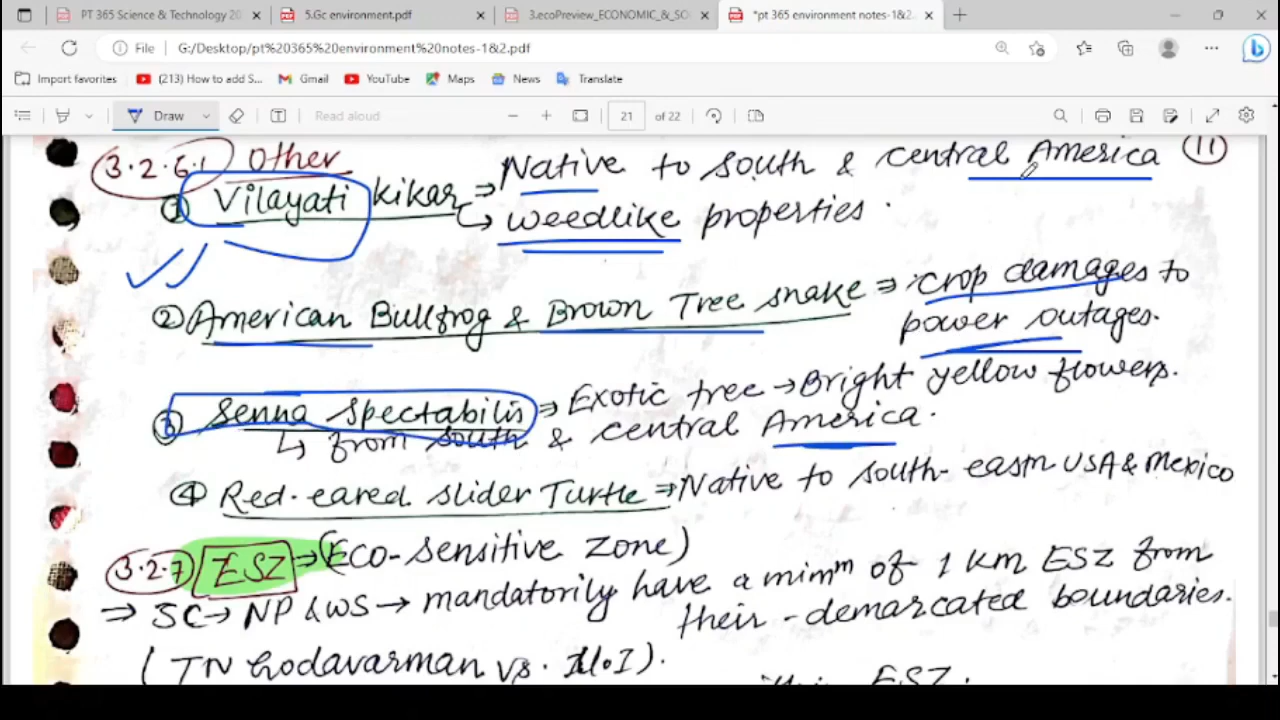 PT 365 Science & Technology 20
5.Gc environment.pdf
3.ecoPreview_ECONOMIC_&_SO
*pt 365 environment notes-1&2.
File G:/Desktop/pt%20365%20environment%20notes-1&2.pdf
Import favorites (213) How to add S... Gmail YouTube Maps News Translate
Draw Read aloud 21 of 22
3.2.6.1 Other 11
① Vilayati kikar ⇒ Native to south & central America
↳ weedlike properties.
② American Bullfrog & Brown Tree snake ⇒ crop damages to
power outages.
③ Senna spectabilis ⇒ Exotic tree → Bright yellow flowers.
↳ from south & central America.
④ Red-eared slider Turtle ⇒ Native to south-eastn USA & Mexico
3.2.7 ESZ ⇒ (Eco-sensitive zone)
⇒ SC → NP & WS → mandatorily have a minm of 1 km ESZ from
their demarcated boundaries.
(TN Godavarman vs. U.O.I).
ESZ.